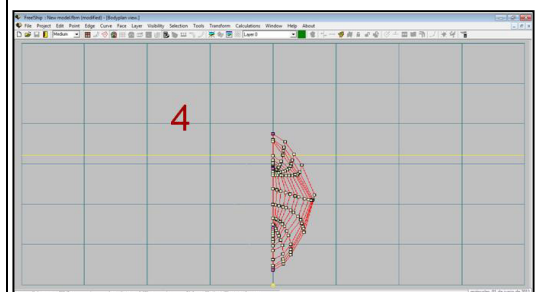 FreeShip : New model.fbm (modified) - [Bodyplan view.]
File Project Edit Point Edge Curve Face Layer Visibility Selection Tools Transform Calculations Window Help About
Medium
Layer 0
4